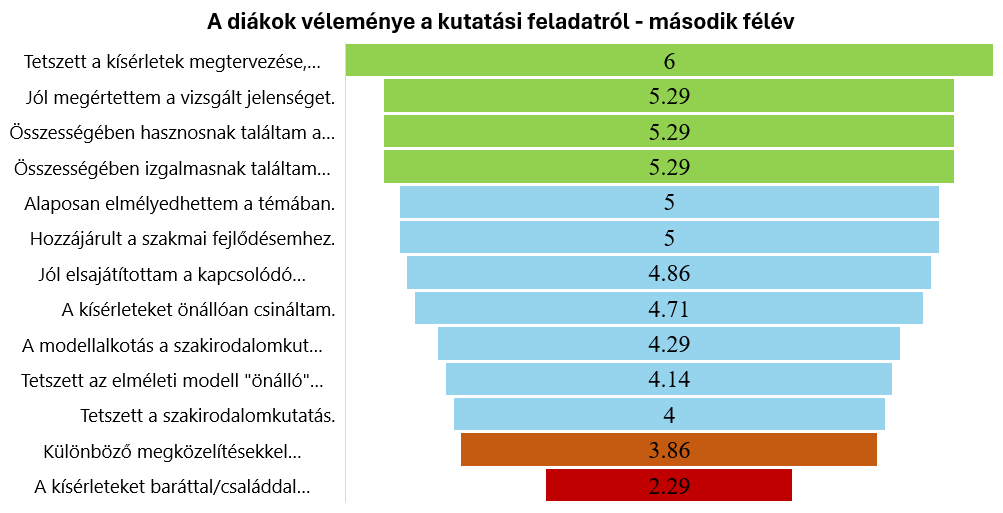 A diákok véleménye a kutatási feladatról - második félév
Tetszett a kísérletek megtervezése,... 6
Jól megértettem a vizsgált jelenséget. 5.29
Összességében hasznosnak találtam a... 5.29
Összességében izgalmasnak találtam... 5.29
Alaposan elmélyedhettem a témában. 5
Hozzájárult a szakmai fejlődésemhez. 5
Jól elsajátítottam a kapcsolódó... 4.86
A kísérleteket önállóan csináltam. 4.71
A modellalkotás a szakirodalomkut... 4.29
Tetszett az elméleti modell "önálló"... 4.14
Tetszett a szakirodalomkutatás. 4
Különböző megközelítésekkel... 3.86
A kísérleteket baráttal/családdal... 2.29